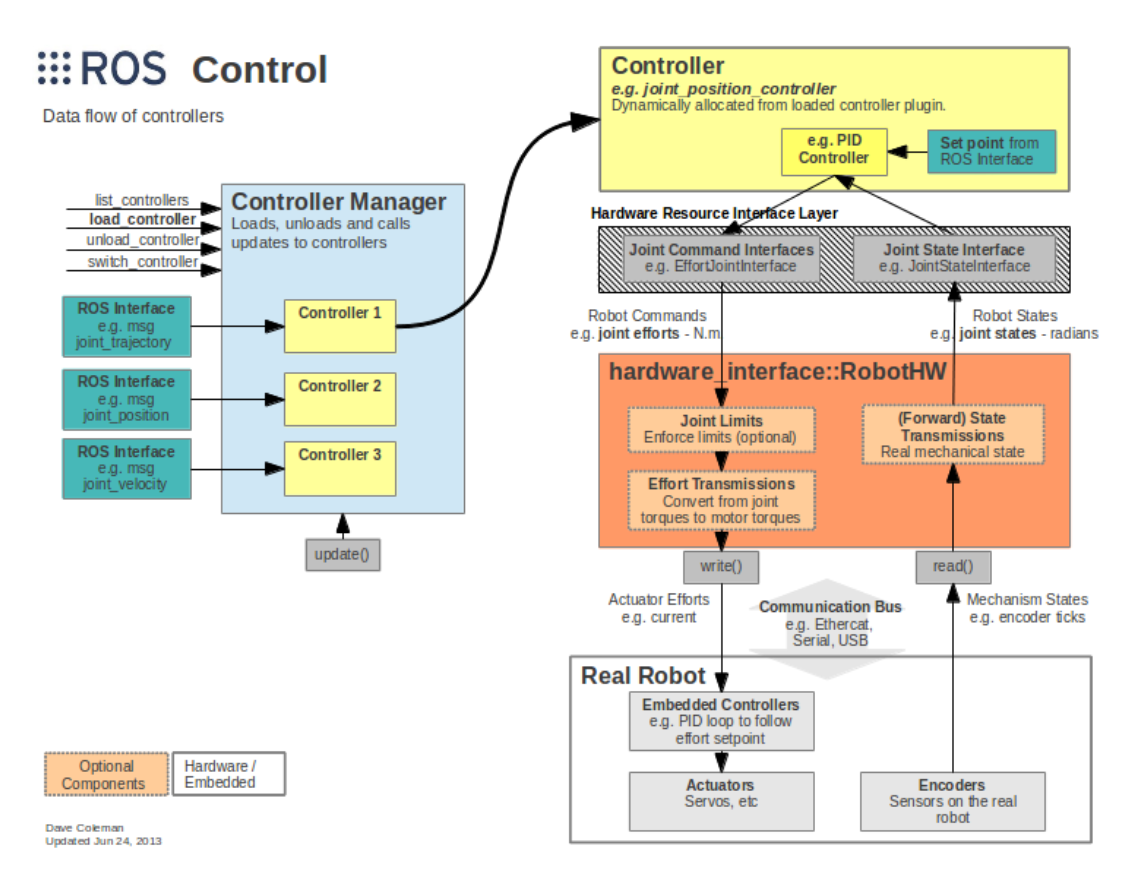 ROS Control
Data flow of controllers
list_controllers
load_controller
unload_controller
switch_controller
Controller Manager
Loads, unloads and calls
updates to controllers
ROS Interface
e.g. msg
joint_trajectory
Controller 1
ROS Interface
e.g. msg
joint_position
Controller 2
ROS Interface
e.g. msg
joint_velocity
Controller 3
update()
Controller
e.g. joint_position_controller
Dynamically allocated from loaded controller plugin.
e.g. PID
Controller
Set point from
ROS Interface
Hardware Resource Interface Layer
Joint Command Interfaces
e.g. EffortJointInterface
Joint State Interface
e.g. JointStateInterface
Robot Commands
e.g. joint efforts - N.m
Robot States
e.g. joint states - radians
hardware_interface::RobotHW
Joint Limits
Enforce limits (optional)
Effort Transmissions
Convert from joint
torques to motor torques
(Forward) State
Transmissions
Real mechanical state
write()
read()
Actuator Efforts
e.g. current
Communication Bus
e.g. Ethercat,
Serial, USB
Mechanism States
e.g. encoder ticks
Real Robot
Embedded Controllers
e.g. PID loop to follow
effort setpoint
Actuators
Servos, etc
Encoders
Sensors on the real
robot
Optional
Components
Hardware /
Embedded
Dave Coleman
Updated Jun 24, 2013